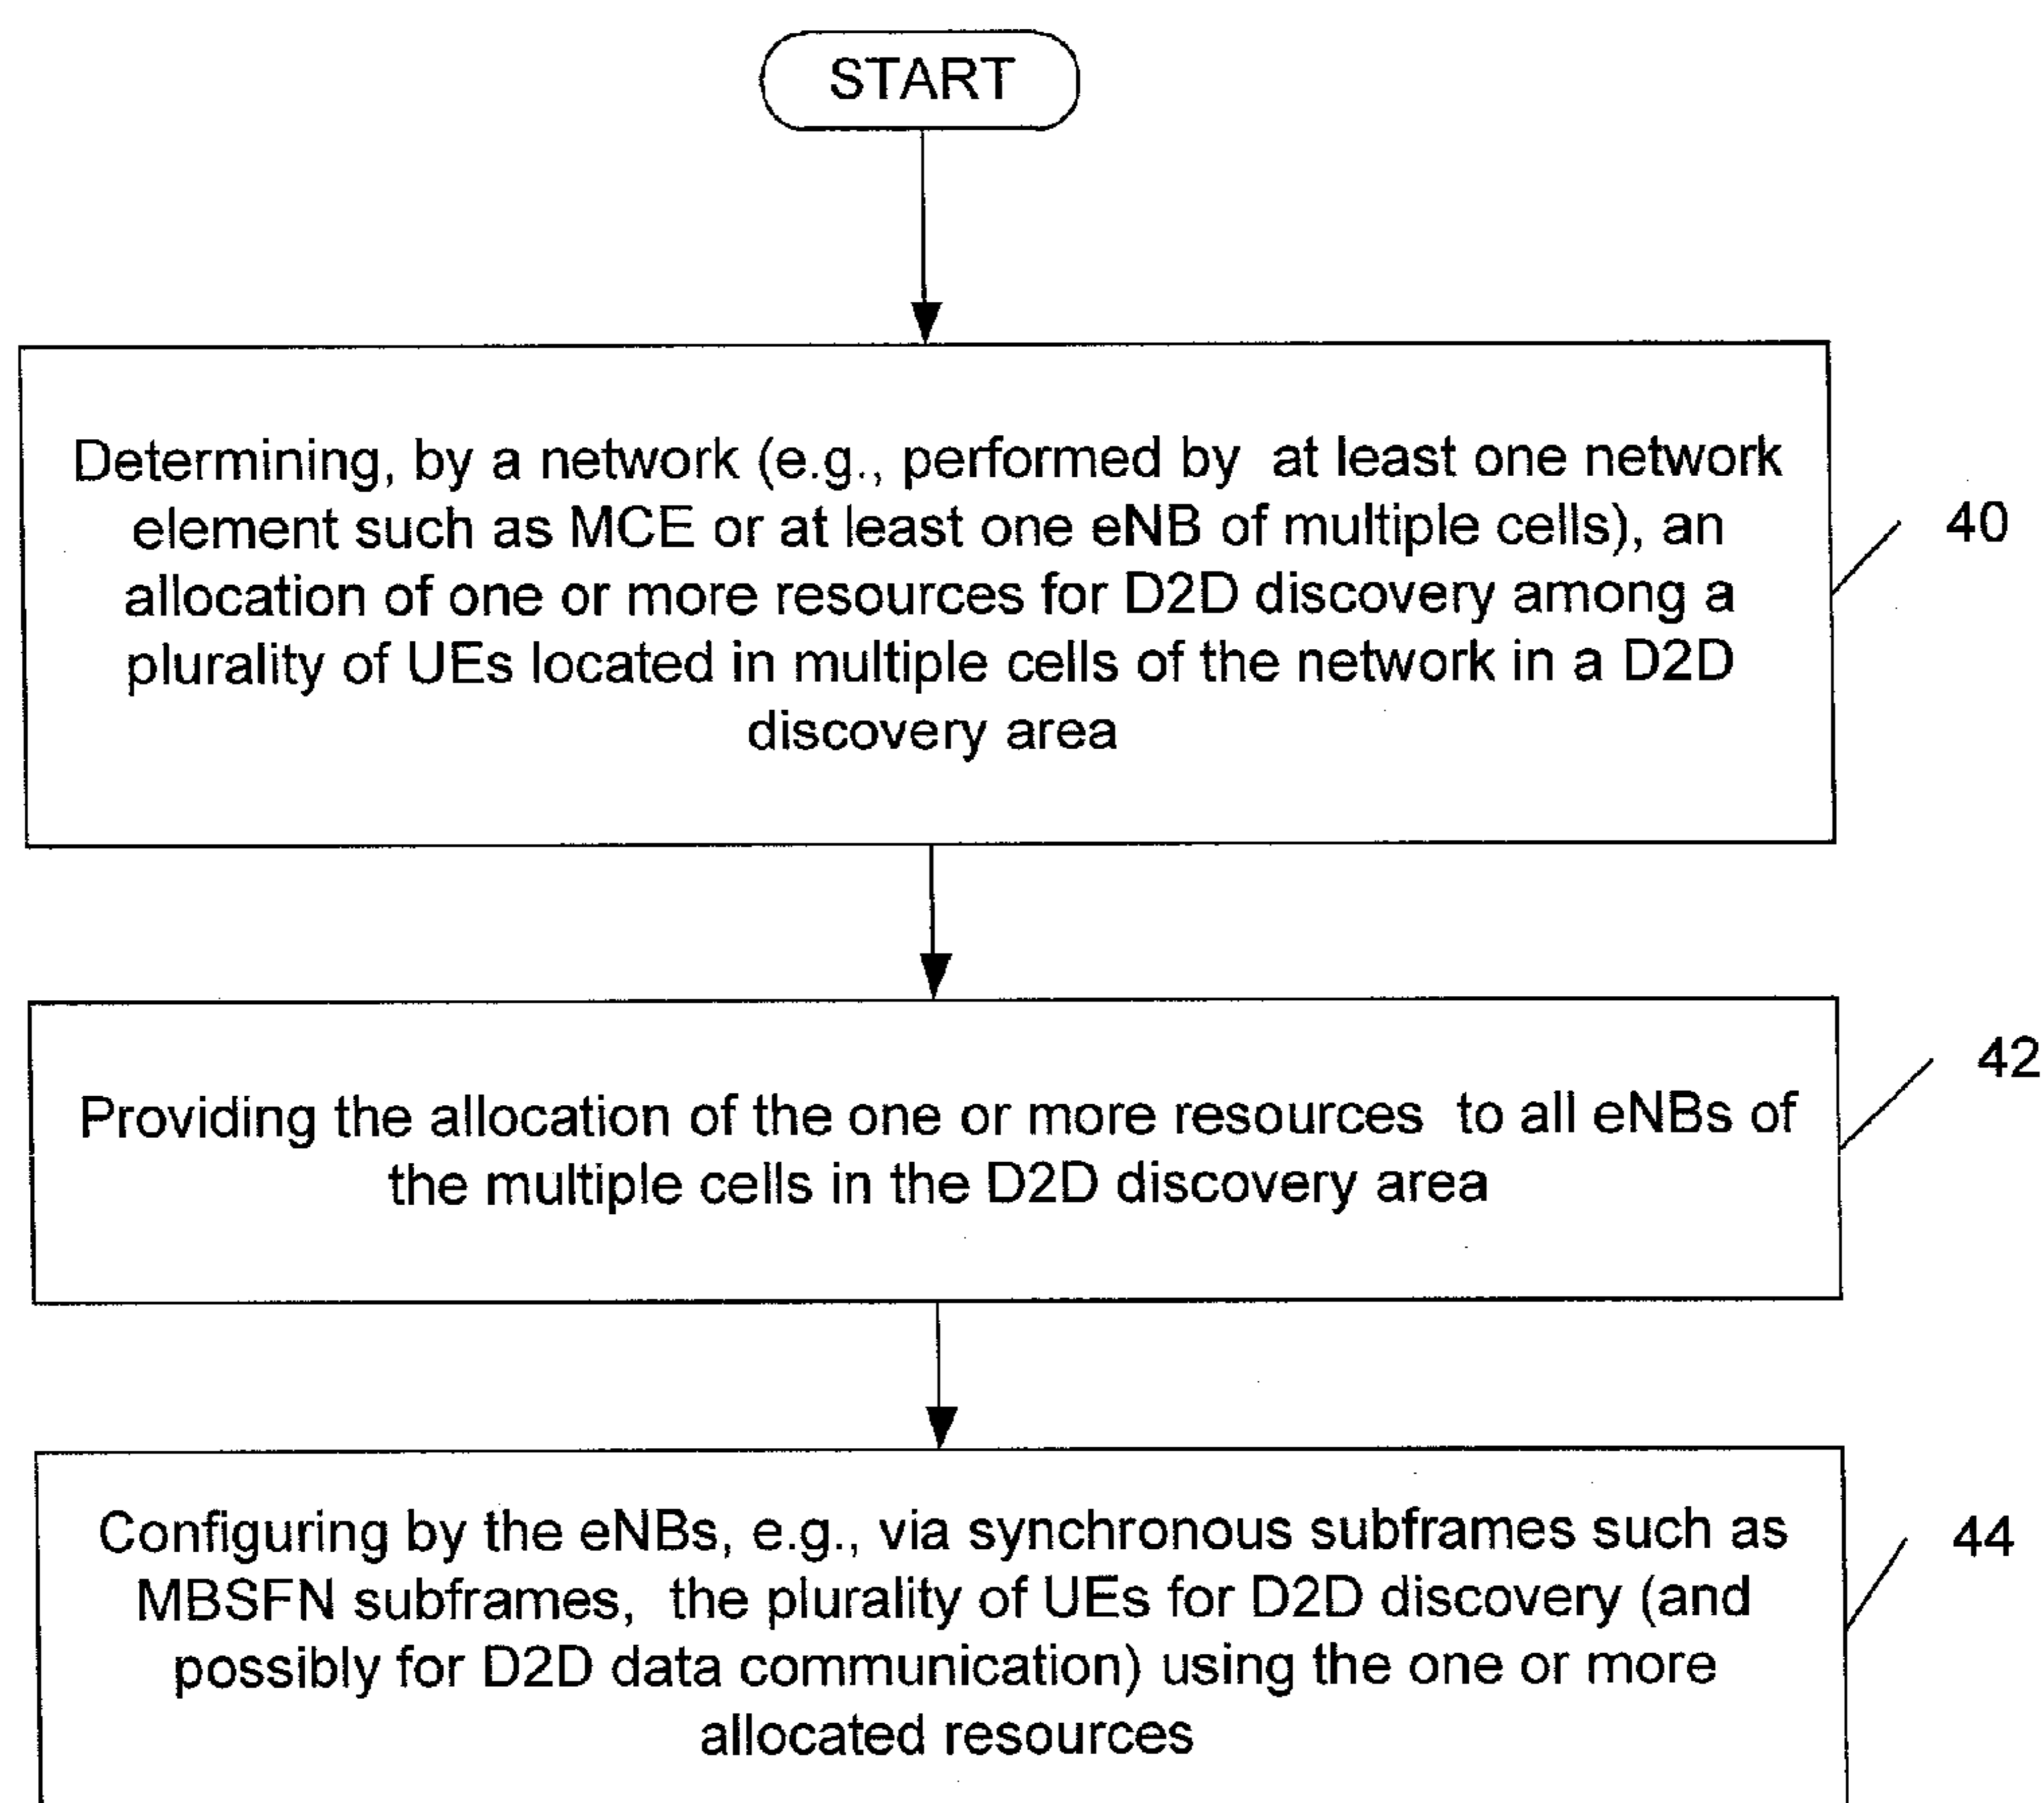 START
Determining, by a network (e.g., performed by at least one network
element such as MCE or at least one eNB of multiple cells), an
allocation of one or more resources for D2D discovery among a
plurality of UEs located in multiple cells of the network in a D2D
discovery area
40
Providing the allocation of the one or more resources to all eNBs of
the multiple cells in the D2D discovery area
42
Configuring by the eNBs, e.g., via synchronous subframes such as
MBSFN subframes, the plurality of UEs for D2D discovery (and
possibly for D2D data communication) using the one or more
allocated resources
44